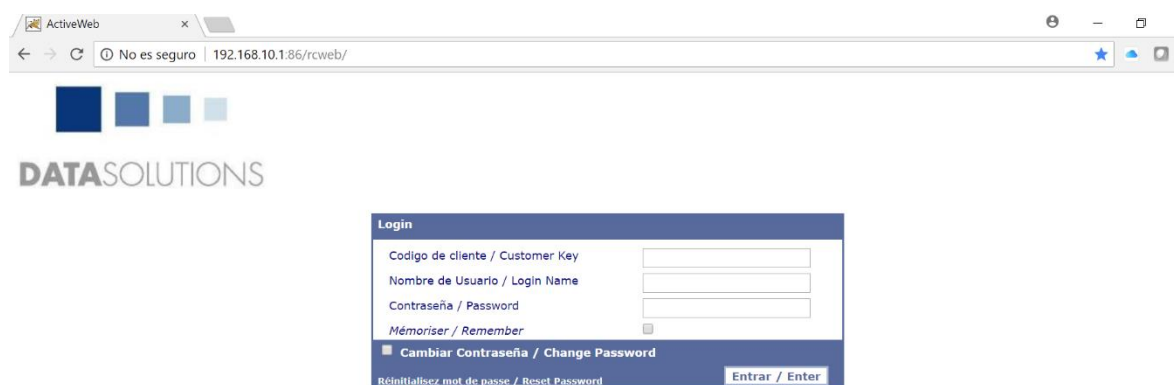 ActiveWeb
No es seguro | 192.168.10.1:86/rcweb/
DATASOLUTIONS
Login
Codigo de cliente / Customer Key
Nombre de Usuario / Login Name
Contraseña / Password
Mémoriser / Remember
Cambiar Contraseña / Change Password
Réinitialisez mot de passe / Reset Password
Entrar / Enter